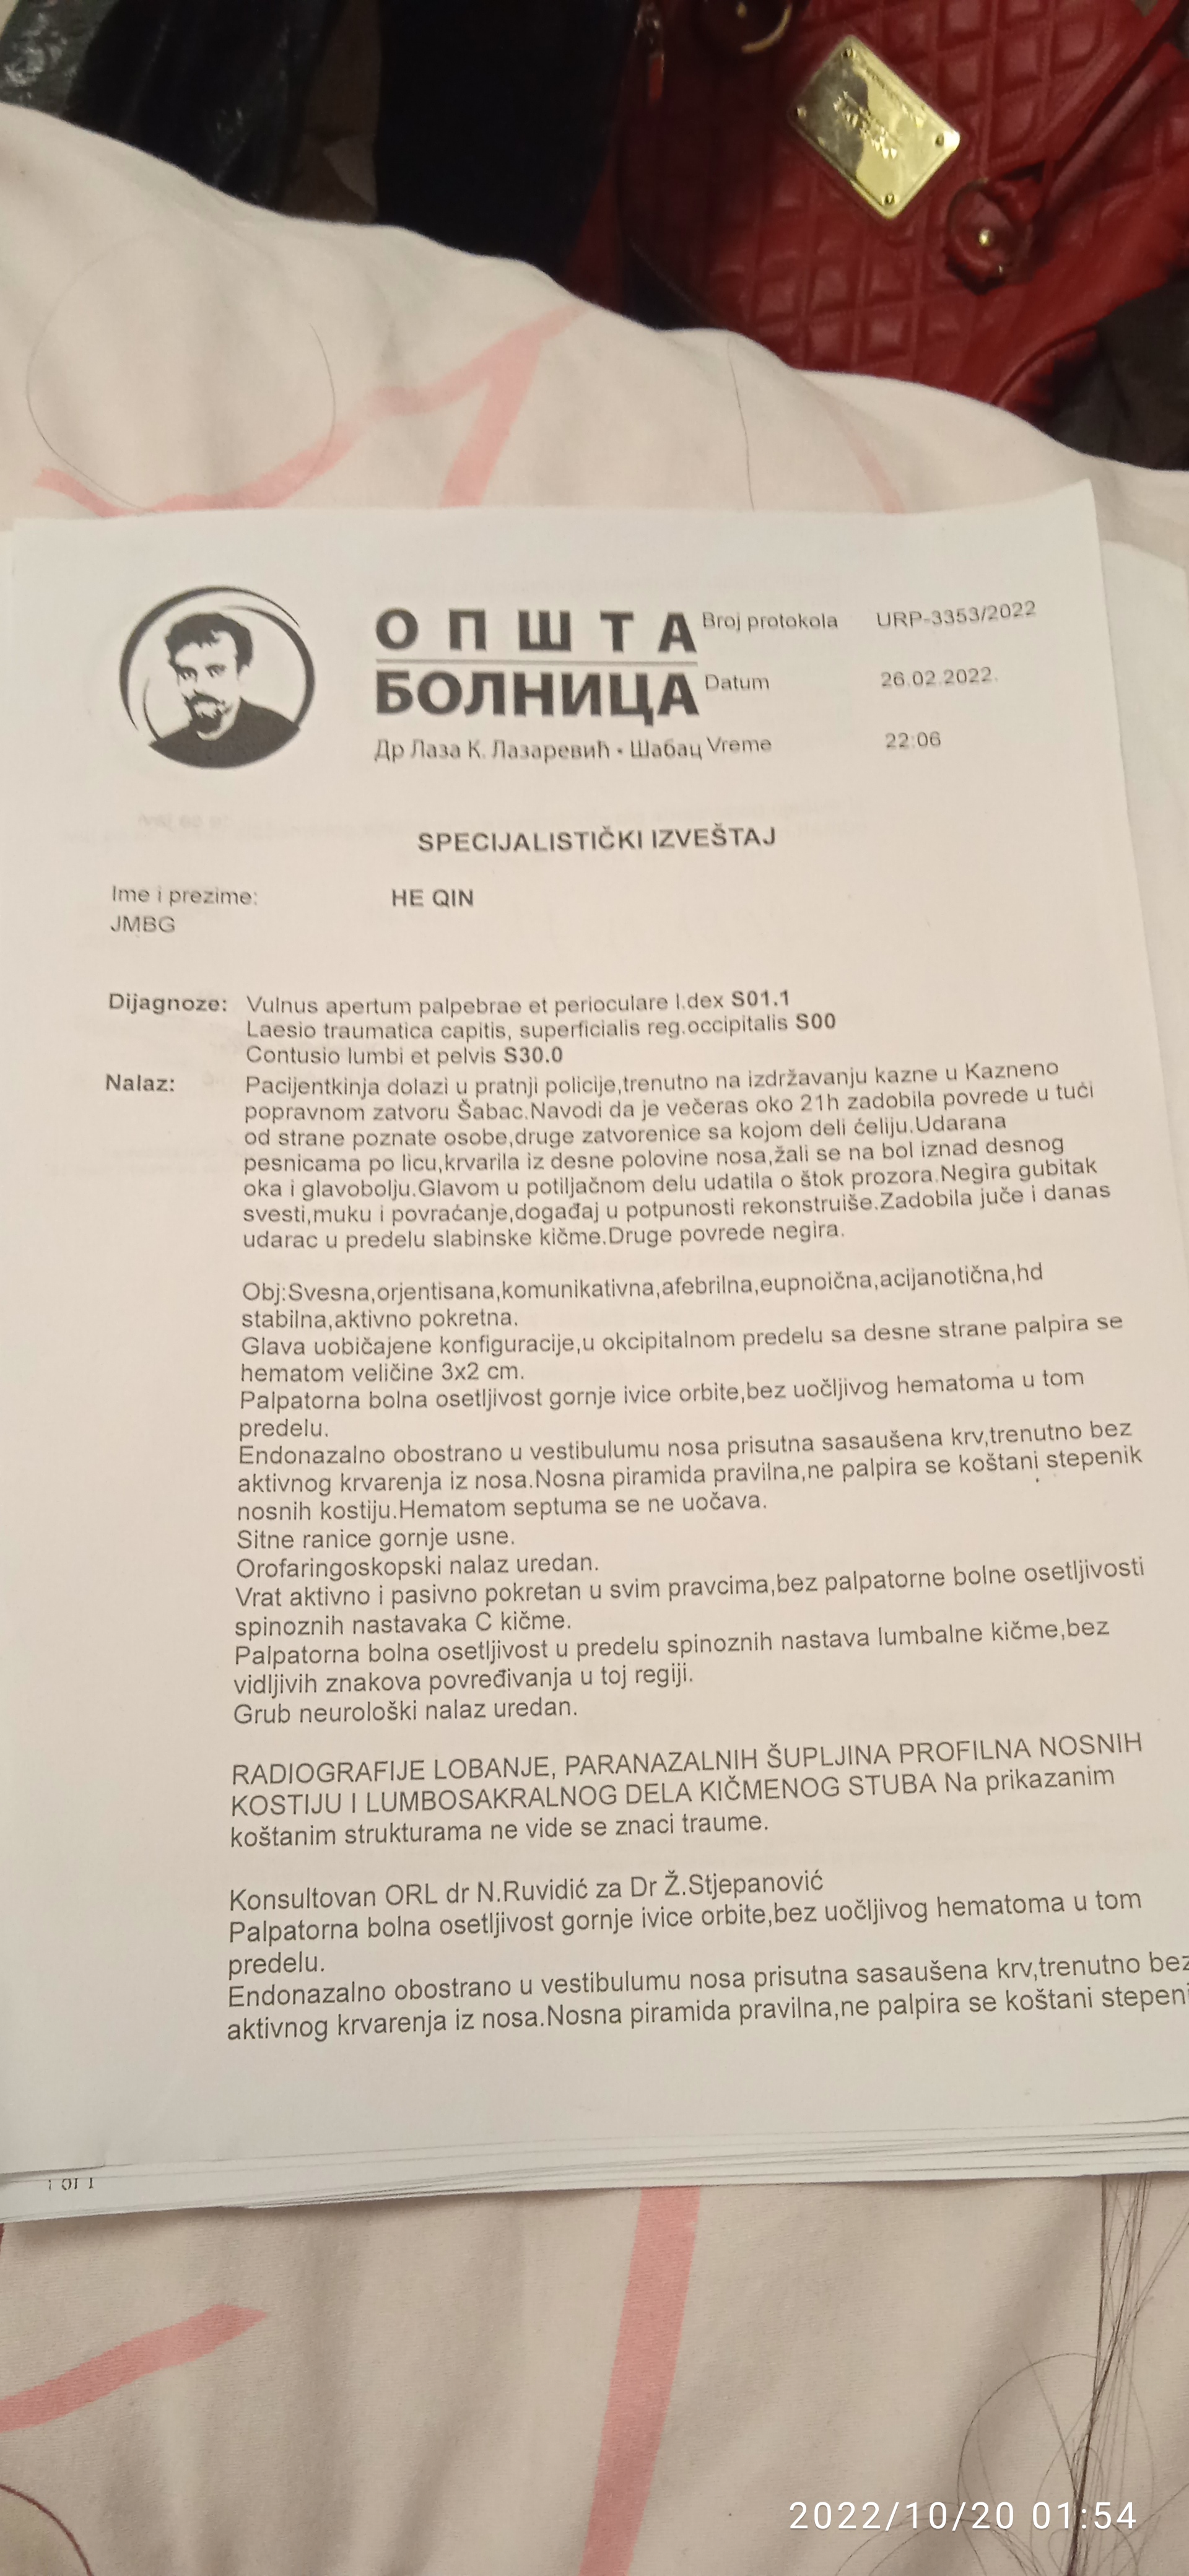 ОПШТА
БОЛНИЦА
Др Лаза К. Лазаревић • Шабац
Broj protokola URP-3353/2022
Datum 26.02.2022.
Vreme 22:06
SPECIJALISTIČKI IZVEŠTAJ
Ime i prezime: HE QIN
JMBG
Dijagnoze: Vulnus apertum palpebrae et perioculare l.dex S01.1
Laesio traumatica capitis, superficialis reg.occipitalis S00
Contusio lumbi et pelvis S30.0
Nalaz: Pacijentkinja dolazi u pratnji policije,trenutno na izdržavanju kazne u Kazneno
popravnom zatvoru Šabac.Navodi da je večeras oko 21h zadobila povrede u tuči
od strane poznate osobe,druge zatvorenice sa kojom deli ćeliju.Udarana
pesnicama po licu,krvarila iz desne polovine nosa,žali se na bol iznad desnog
oka i glavobolju.Glavom u potiljačnom delu udatila o štok prozora.Negira gubitak
svesti,muku i povraćanje,događaj u potpunosti rekonstruiše.Zadobila juče i danas
udarac u predelu slabinske kičme.Druge povrede negira.
Obj:Svesna,orjentisana,komunikativna,afebrilna,eupnoična,acijanotična,hd
stabilna,aktivno pokretna.
Glava uobičajene konfiguracije,u okcipitalnom predelu sa desne strane palpira se
hematom veličine 3x2 cm.
Palpatorna bolna osetljivost gornje ivice orbite,bez uočljivog hematoma u tom
predelu.
Endonazalno obostrano u vestibulumu nosa prisutna sasaušena krv,trenutno bez
aktivnog krvarenja iz nosa.Nosna piramida pravilna,ne palpira se koštani stepenik
nosnih kostiju.Hematom septuma se ne uočava.
Sitne ranice gornje usne.
Orofaringoskopski nalaz uredan.
Vrat aktivno i pasivno pokretan u svim pravcima,bez palpatorne bolne osetljivosti
spinoznih nastavaka C kičme.
Palpatorna bolna osetljivost u predelu spinoznih nastava lumbalne kičme,bez
vidljivih znakova povređivanja u toj regiji.
Grub neurološki nalaz uredan.
RADIOGRAFIJE LOBANJE, PARANAZALNIH ŠUPLJINA PROFILNA NOSNIH
KOSTIJU I LUMBOSAKRALNOG DELA KIČMENOG STUBA Na prikazanim
koštanim strukturama ne vide se znaci traume.
Konsultovan ORL dr N.Ruvidić za Dr Ž.Stjepanović
Palpatorna bolna osetljivost gornje ivice orbite,bez uočljivog hematoma u tom
predelu.
Endonazalno obostrano u vestibulumu nosa prisutna sasaušena krv,trenutno bez
aktivnog krvarenja iz nosa.Nosna piramida pravilna,ne palpira se koštani stepeni
1 of 1
2022/10/20 01:54